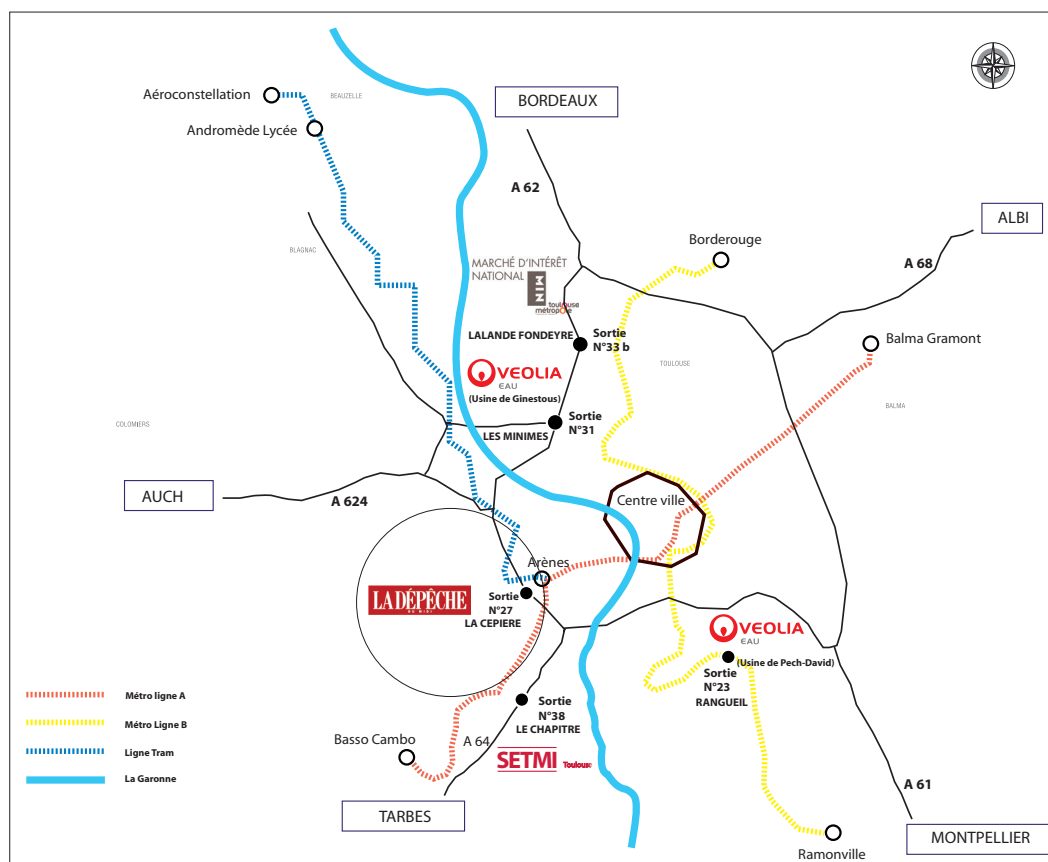 BEAUZELLE
Aéroconstellation
Andromède Lycée
BORDEAUX
A 62
ALBI
A 68
BLAGNAC
Borderouge
MARCHÉ D'INTÉRÊT
NATIONAL
MIN
toulouse
métropole
LALANDE FONDEYRE
Sortie
N°33 b
Balma Gramont
TOULOUSE
VEOLIA
EAU
(Usine de Ginestous)
BALMA
COLOMIERS
LES MINIMES
Sortie
N°31
AUCH
A 624
Centre ville
Arènes
LA DÉPÊCHE
DU MIDI
Sortie
N°27
LA CEPIERE
VEOLIA
EAU
(Usine de Pech-David)
Sortie
N°23
RANGUEIL
Métro ligne A
Métro Ligne B
Ligne Tram
La Garonne
Sortie
N°38
LE CHAPITRE
Basso Cambo
A 64
SETMI Toulouse
TARBES
A 61
MONTPELLIER
Ramonville